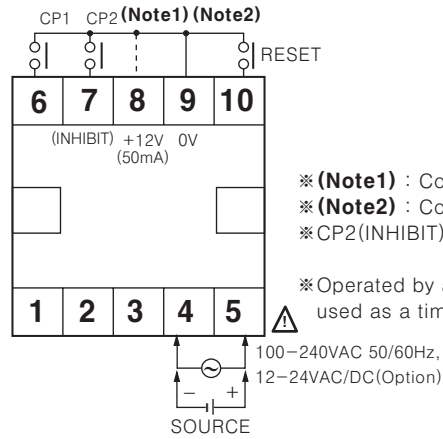 CP1 CP2 (Note1) (Note2)
RESET
6 7 8 9 10
(INHIBIT) +12V 0V
(50mA)
※(Note1) : Co
※(Note2) : Co
※CP2(INHIBIT)
※Operated by
used as a tim
1 2 3 4 5
100-240VAC 50/60Hz,
12-24VAC/DC(Option)
- +
SOURCE